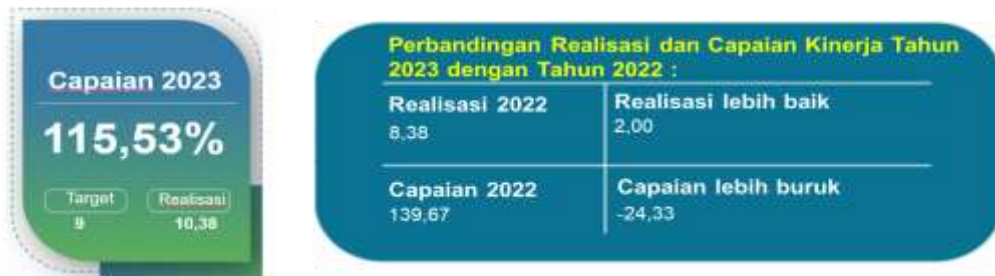 Capaian 2023
115,53%
Target Realisasi
9 10,38
Perbandingan Realisasi dan Capaian Kinerja Tahun
2023 dengan Tahun 2022 :
Realisasi 2022
8,38
Realisasi lebih baik
2,00
Capaian 2022
139,67
Capaian lebih buruk
-24,33